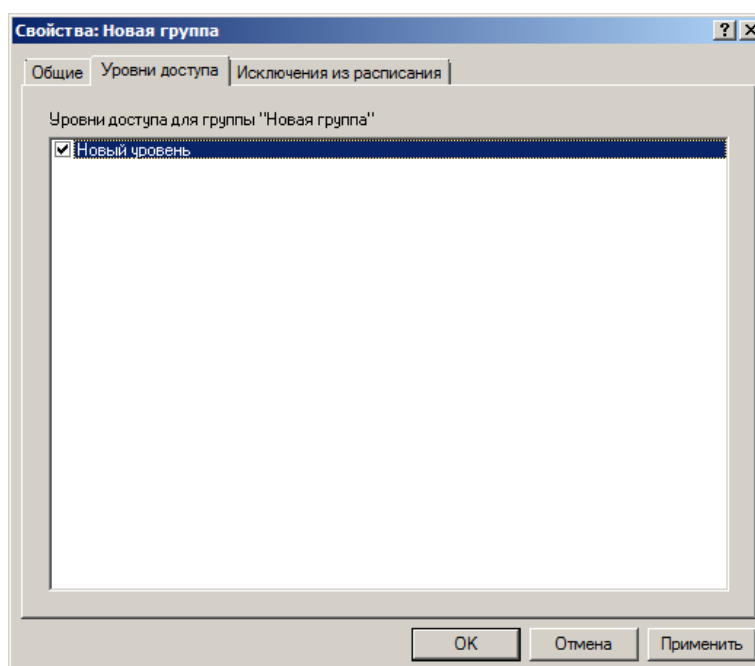 Свойства: Новая группа
Общие Уровни доступа Исключения из расписания
Уровни доступа для группы "Новая группа"
Новый уровень
OK Отмена Применить